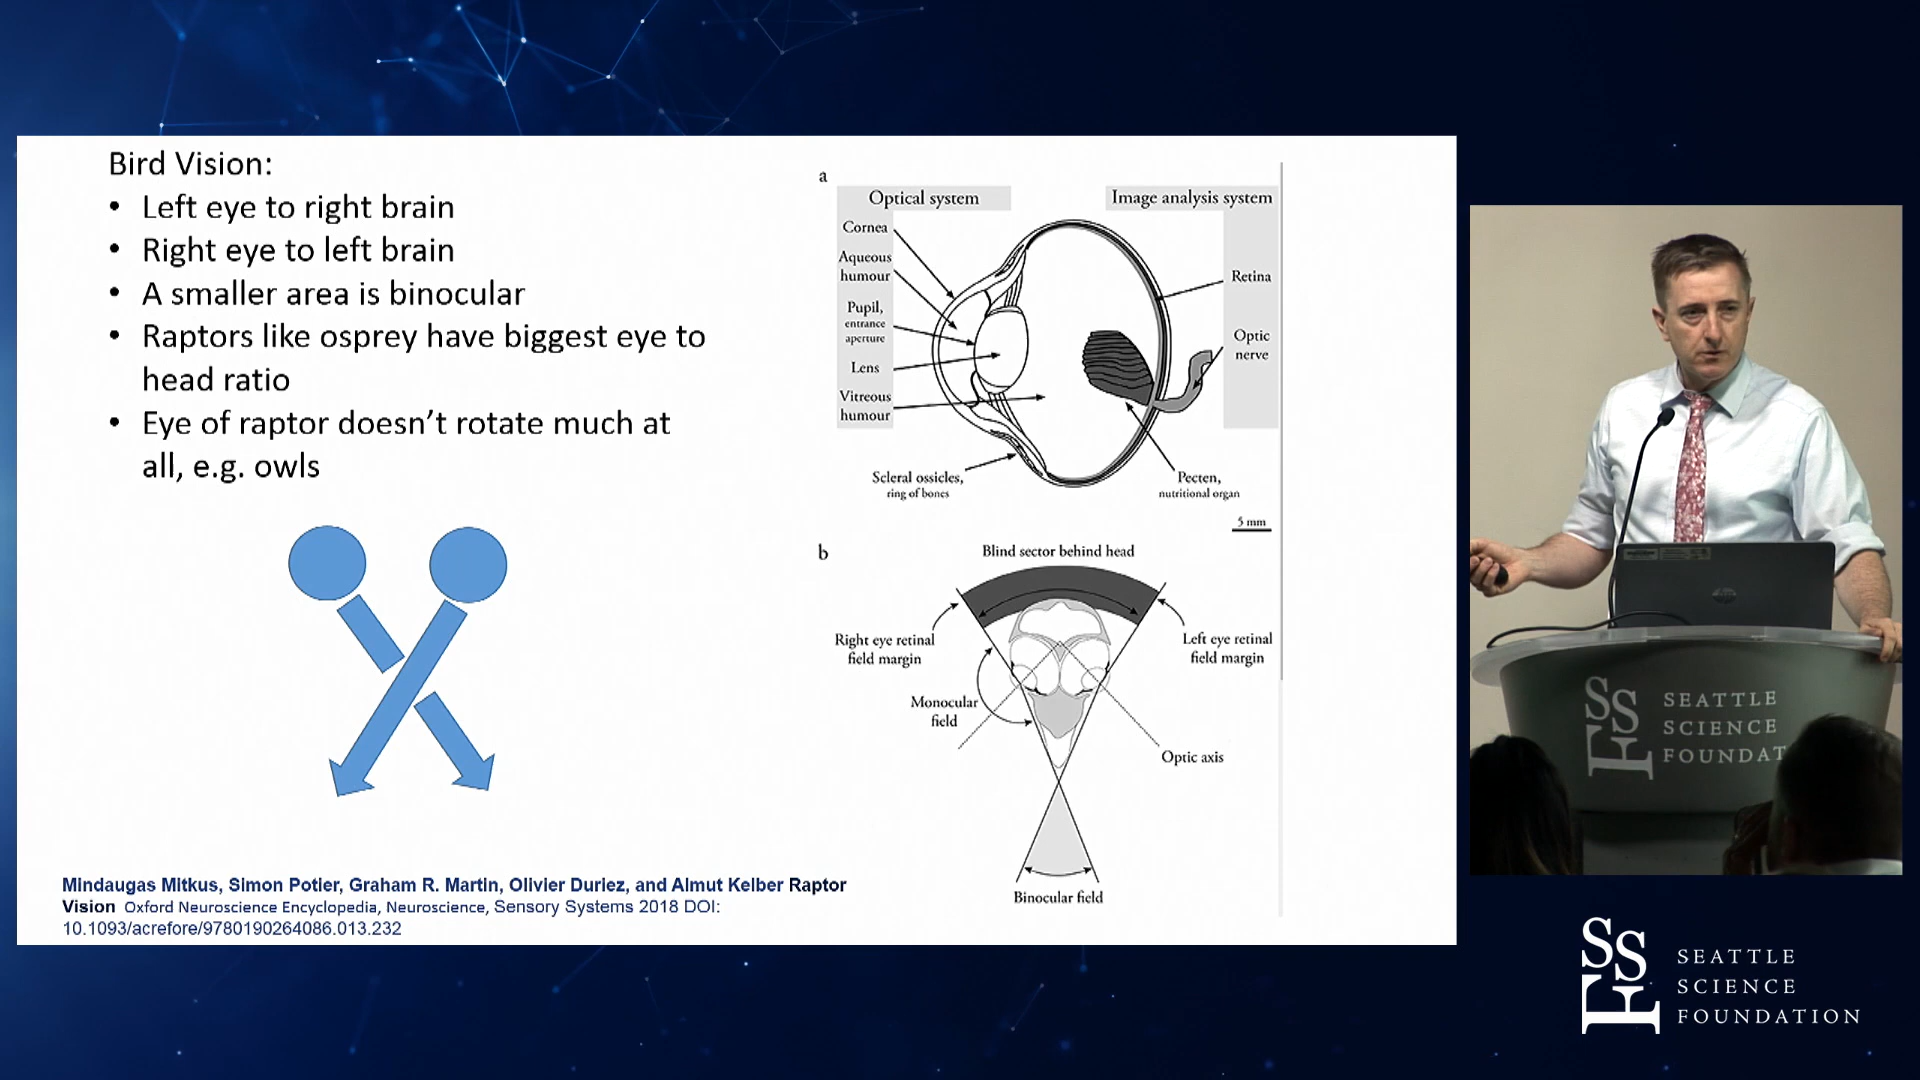 Bird Vision:
• Left eye to right brain
• Right eye to left brain
• A smaller area is binocular
• Raptors like osprey have biggest eye to
head ratio
• Eye of raptor doesn’t rotate much at
all, e.g. owls
Mindaugas Mitkus, Simon Potier, Graham R. Martin, Olivier Duriez, and Almut Kelber Raptor
Vision Oxford Neuroscience Encyclopedia, Neuroscience, Sensory Systems 2018 DOI:
10.1093/acrefore/9780190264086.013.232
a
Optical system
Image analysis system
Cornea
Aqueous
humour
Pupil,
entrance
aperture
Lens
Vitreous
humour
Retina
Optic
nerve
Scleral ossicles,
ring of bones
Pecten,
nutritional organ
5 mm
b
Blind sector behind head
Right eye retinal
field margin
Left eye retinal
field margin
Monocular
field
Optic axis
Binocular field
hp
SSF
SEATTLE
SCIENCE
FOUNDAT
SSF
SEATTLE
SCIENCE
FOUNDATION